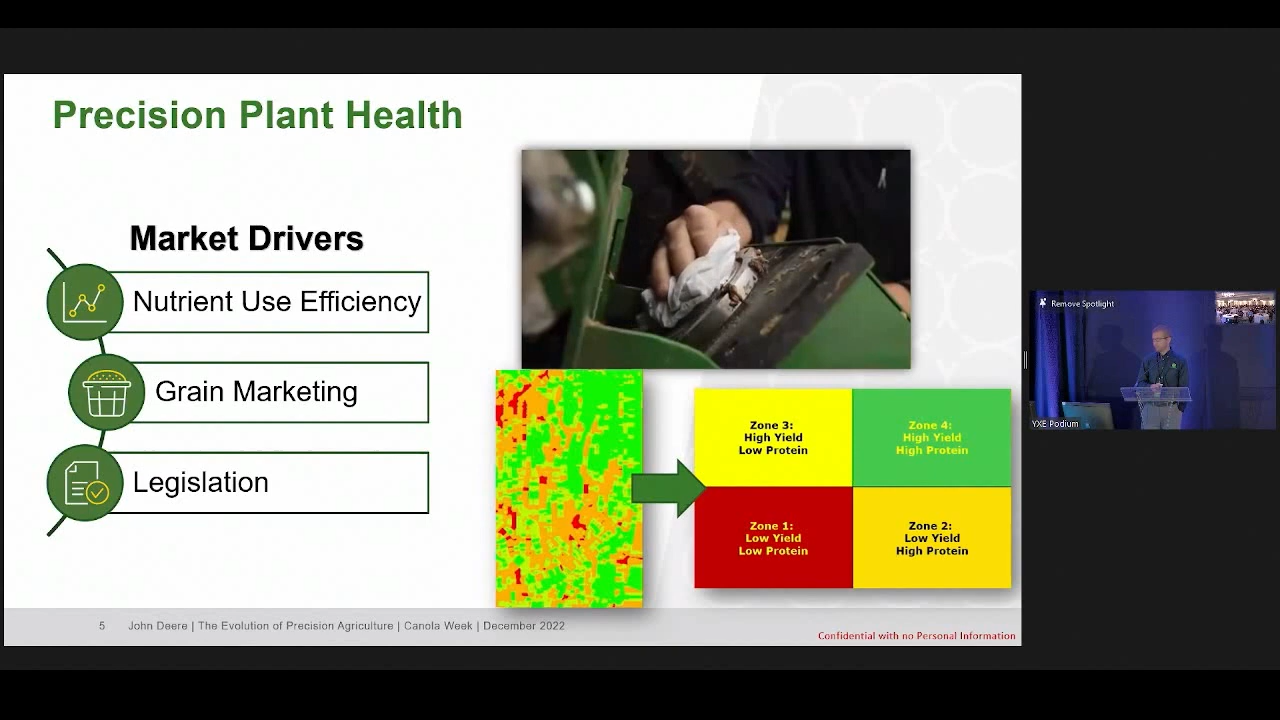 Precision Plant Health
Market Drivers
Nutrient Use Efficiency
Grain Marketing
Legislation
Zone 3:
High Yield
Low Protein
Zone 4:
High Yield
High Protein
Zone 1:
Low Yield
Low Protein
Zone 2:
Low Yield
High Protein
5 John Deere | The Evolution of Precision Agriculture | Canola Week | December 2022
Confidential with no Personal Information
Remove Spotlight
YXE Podium